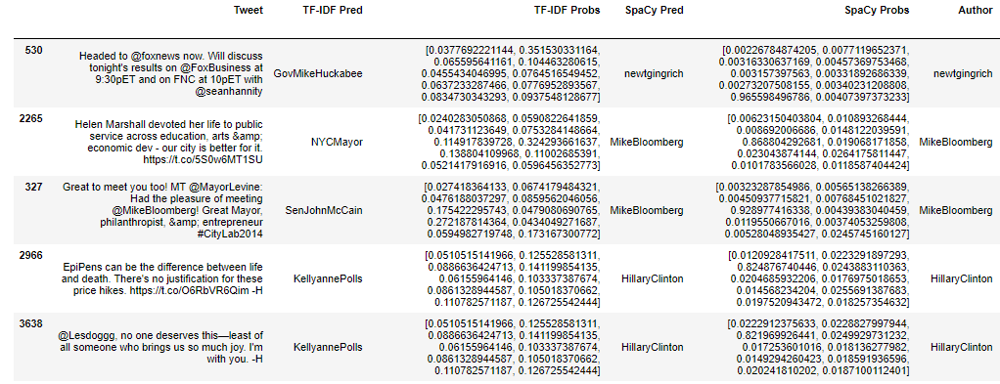 Tweet TF-IDF Pred TF-IDF Probs SpaCy Pred SpaCy Probs Author
530 Headed to @foxnews now. Will discuss tonight's results on @FoxBusiness at 9:30pET and on FNC at 10pET with @seanhannity GovMikeHuckabee [0.0377692221144, 0.351530331164, 0.065595641161, 0.104463280615, 0.0455434046995, 0.0764516549452, 0.0637233287466, 0.0776952893567, 0.0834730343293, 0.0937548128677] newtgingrich [0.00226784874205, 0.0077119652371, 0.00316330637169, 0.00457369753468, 0.003157397563, 0.00331892686339, 0.00273207508155, 0.00340231208808, 0.965598496786, 0.00407397373233] newtgingrich
2265 Helen Marshall devoted her life to public service across education, arts &amp; economic dev - our city is better for it. https://t.co/5S0w6MT1SU NYCMayor [0.0240283050868, 0.0590822641859, 0.041731123649, 0.0753284148664, 0.114917839728, 0.324293661637, 0.138804109968, 0.11002685391, 0.0521417916916, 0.0596456352773] MikeBloomberg [0.00623150403804, 0.010893268444, 0.008692006686, 0.0148122039591, 0.868804292681, 0.019068171858, 0.023043874144, 0.0264175811447, 0.0101783566028, 0.0118587404424] MikeBloomberg
327 Great to meet you too! MT @MayorLevine: Had the pleasure of meeting @MikeBloomberg! Great Mayor, philanthropist, &amp; entrepreneur #CityLab2014 SenJohnMcCain [0.027418364133, 0.0674179484321, 0.0476188037297, 0.0859562046056, 0.175422295743, 0.0479080690765, 0.272187814364, 0.0434049271687, 0.0594982719748, 0.173167300772] MikeBloomberg [0.00323287854986, 0.00565138266389, 0.00450937715821, 0.00768451021827, 0.928977416338, 0.00439383040459, 0.0119550667016, 0.00374053259808, 0.00528048935427, 0.0245745160127] MikeBloomberg
2966 EpiPens can be the difference between life and death. There's no justification for these price hikes. https://t.co/O6RbVR6Qim -H KellyannePolls [0.0510515141966, 0.125528581311, 0.0886636424713, 0.141199854135, 0.06155496104, 0.103337387674, 0.0861328944587, 0.105018370662, 0.110782571187, 0.126725542444] HillaryClinton [0.0120928417511, 0.0223291897293, 0.824876740446, 0.0243883110363, 0.0204685932206, 0.0176975018653, 0.014568234204, 0.0255691387683, 0.0197520943472, 0.018257354632] HillaryClinton
3638 @Lesdoggg, no one deserves this—least of all someone who brings us so much joy. I'm with you. -H KellyannePolls [0.0510515141966, 0.125528581311, 0.0886636424713, 0.141199854135, 0.06155496104, 0.103337387674, 0.0861328944587, 0.105018370662, 0.110782571187, 0.126725542444] HillaryClinton [0.0222912375633, 0.0228827997944, 0.821969926441, 0.0249929731232, 0.017253601016, 0.018136277982, 0.0149294260423, 0.018591936596, 0.020241810202, 0.0187100112401] HillaryClinton